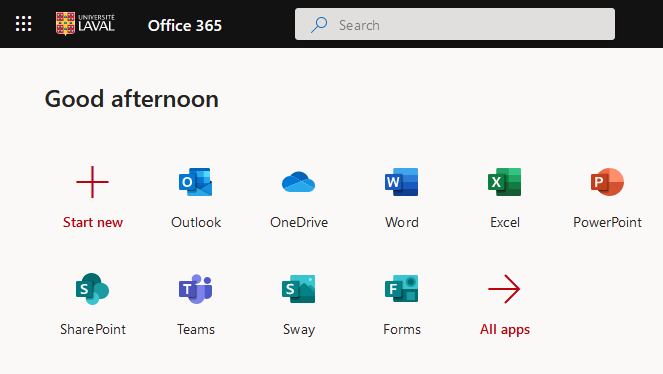 UNIVERSITÉ
LAVAL
Office 365
Search
Good afternoon
Start new
Outlook
OneDrive
Word
Excel
PowerPoint
SharePoint
Teams
Sway
Forms
All apps